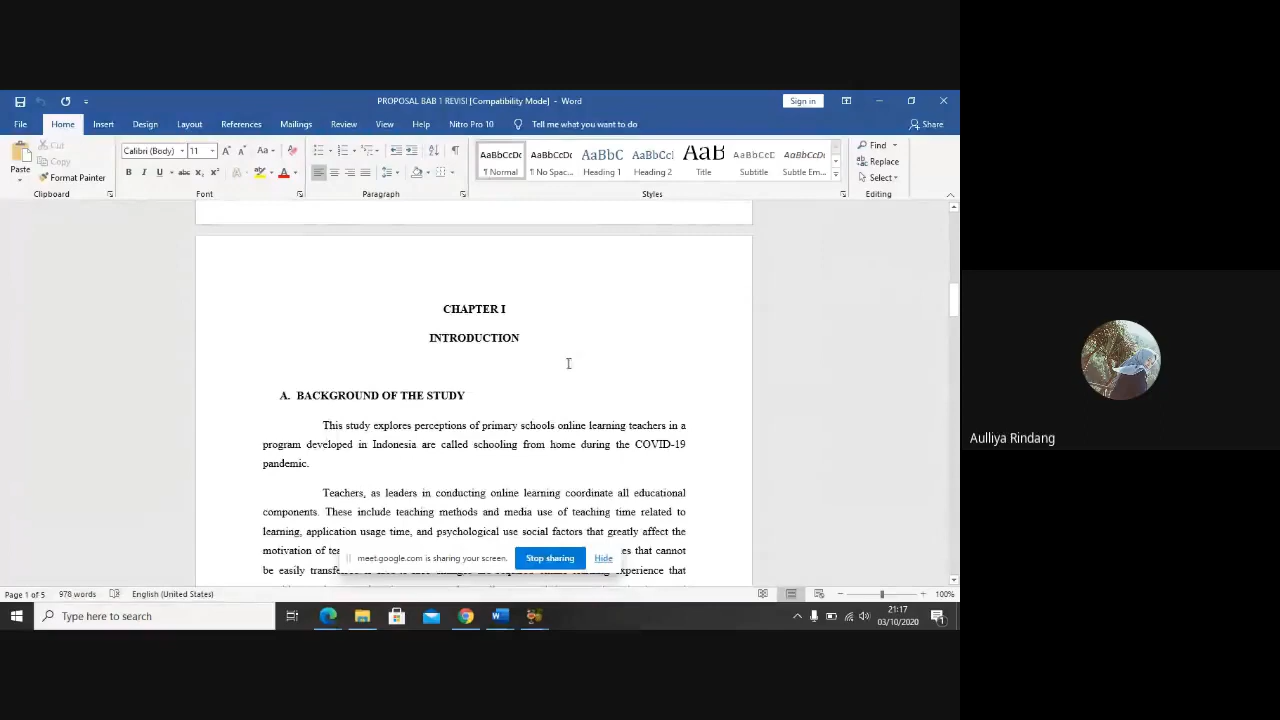 PROPOSAL BAB 1 REVISI [Compatibility Mode] - Word
Sign in
File Home Insert Design Layout References Mailings Review View Help Nitro Pro 10 Tell me what you want to do Share
Paste
Cut
Copy
Format Painter
Clipboard
Calibri (Body) 11
Font
Paragraph
AaBbCcDc AaBbCcDc AaBbC AaBbCcl AaB AaBbCcD AaBbCcDı
¶ Normal ¶ No Spac... Heading 1 Heading 2 Title Subtitle Subtle Em...
Styles
Find
Replace
Select
Editing
CHAPTER I
INTRODUCTION
A. BACKGROUND OF THE STUDY
This study explores perceptions of primary schools online learning teachers in a
program developed in Indonesia are called schooling from home during the COVID-19
pandemic.
Teachers, as leaders in conducting online learning coordinate all educational
components. These include teaching methods and media use of teaching time related to
learning, application usage time, and psychological use social factors that greatly affect the
motivation of that cannot
be easily
meet.google.com is sharing your screen. Stop sharing Hide
Page 1 of 5 978 words English (United States) 100%
Type here to search
21:17
03/10/2020
Aulliya Rindang